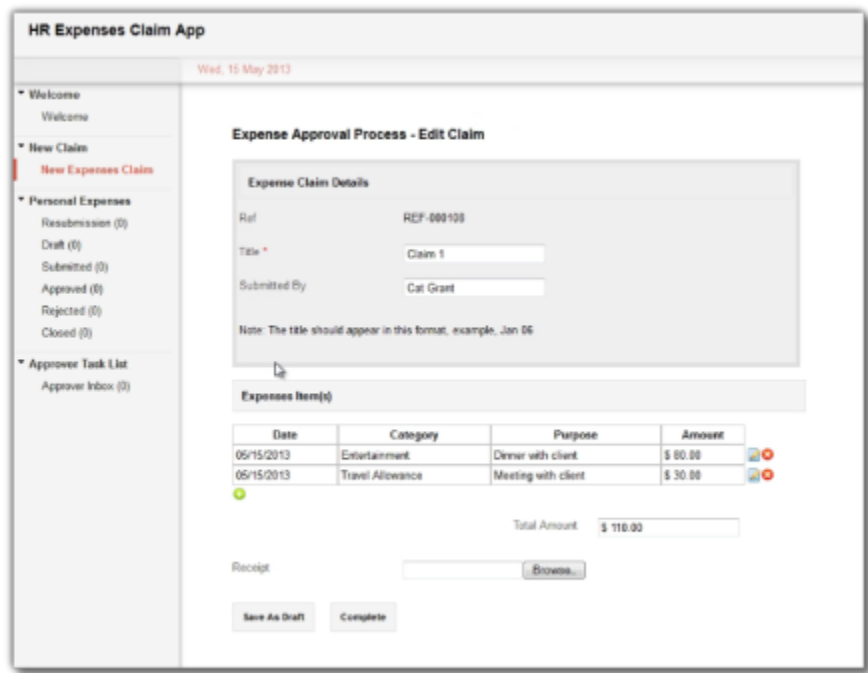 HR Expenses Claim App
Wed, 15 May 2013
Welcome
Welcome
New Claim
New Expenses Claim
Personal Expenses
Resubmission (0)
Draft (0)
Submitted (0)
Approved (0)
Rejected (0)
Closed (0)
Approver Task List
Approver Inbox (0)
Expense Approval Process - Edit Claim
Expense Claim Details
Ref REF-000108
Title * Claim 1
Submitted By Cat Grant
Note: The title should appear in this format, example, Jan 06
Expenses Item(s)
Date Category Purpose Amount
05/15/2013 Entertainment Dinner with client $ 80.00
05/15/2013 Travel Allowance Meeting with client $ 30.00
Total Amount $ 110.00
Receipt Browse..
Save As Draft Complete